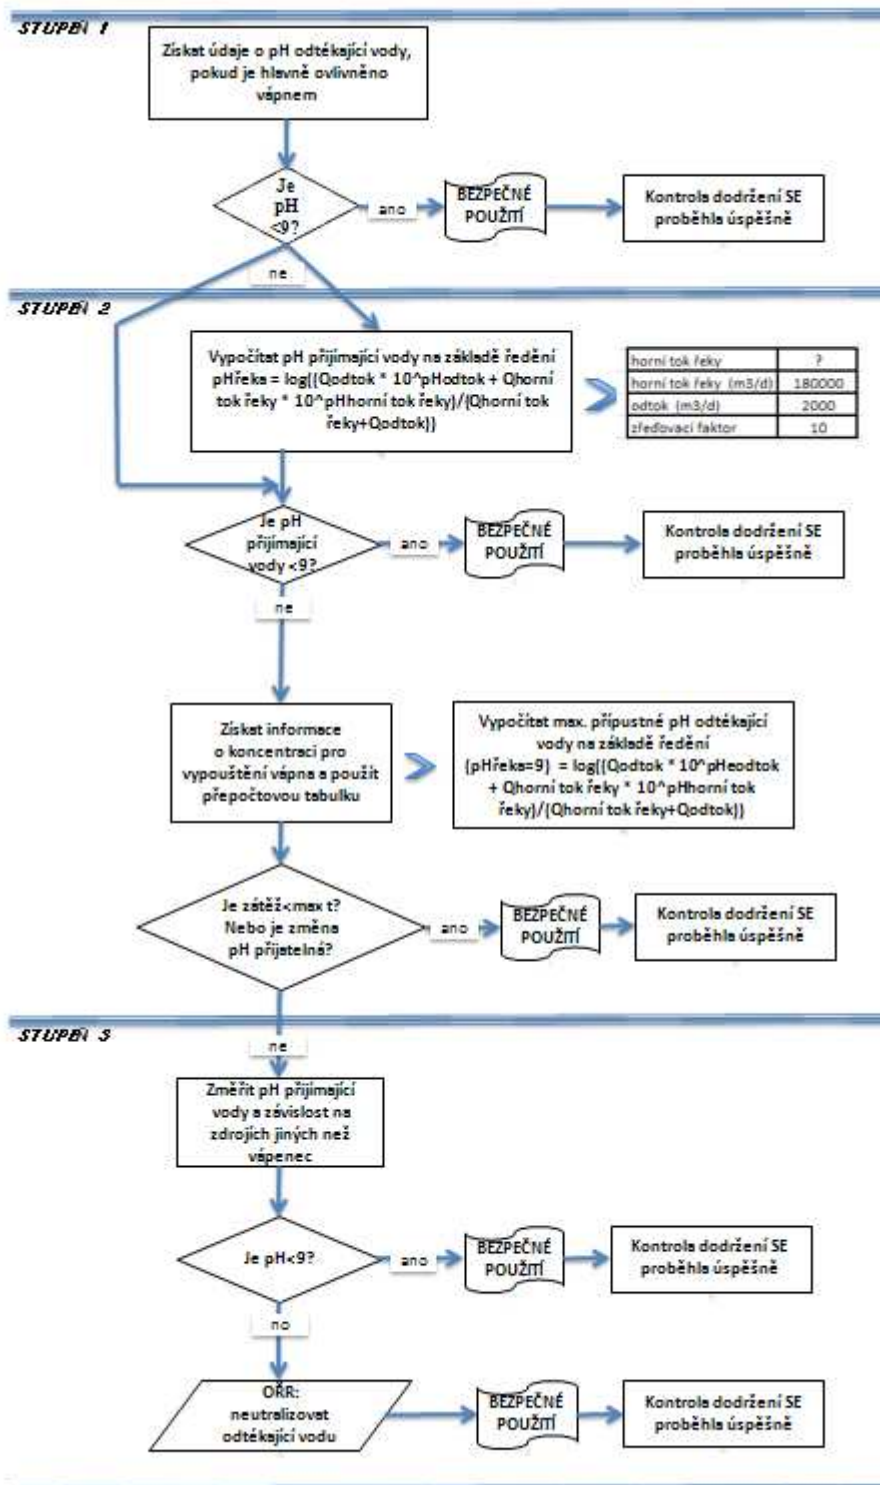 STUPEŇ 1
Získat údaje o pH odtékající vody,
pokud je hlavně ovlivněno
vápnem
Je
pH
<9?
ano
BEZPEČNÉ
POUŽITÍ
Kontrola dodržení SE
proběhla úspěšně
ne
STUPEŇ 2
Vypočítat pH přijímající vody na základě ředění
pHřeka = log((Qodtok * 10^pHodtok + Qhorní
tok řeky * 10^pHhorní tok řeky)/(Qhorní tok
řeky+Qodtok))
horní tok řeky ?
horní tok řeky (m3/d) 180000
odtok (m3/d) 2000
zřeďovací faktor 10
Je pH
přijímající
vody <9?
ano
BEZPEČNÉ
POUŽITÍ
Kontrola dodržení SE
proběhla úspěšně
ne
Získat informace
o koncentraci pro
vypouštění vápna a použít
přepočtovou tabulku
Vypočítat max. přípustné pH odtékající
vody na základě ředění
(pHřeka=9) = log((Qodtok * 10^pHeodtok
+ Qhorní tok řeky * 10^pHhorní tok
řeky)/(Qhorní tok řeky+Qodtok))
Je zátěž<max t?
Nebo je změna
pH přijatelná?
ano
BEZPEČNÉ
POUŽITÍ
Kontrola dodržení SE
proběhla úspěšně
STUPEŇ 3
ne
Změřit pH přijímající
vody a závislost na
zdrojích jiných než
vápenec
Je pH<9?
ano
BEZPEČNÉ
POUŽITÍ
Kontrola dodržení SE
proběhla úspěšně
no
OŘR:
neutralizovat
odtékající vodu
BEZPEČNÉ
POUŽITÍ
Kontrola dodržení SE
proběhla úspěšně